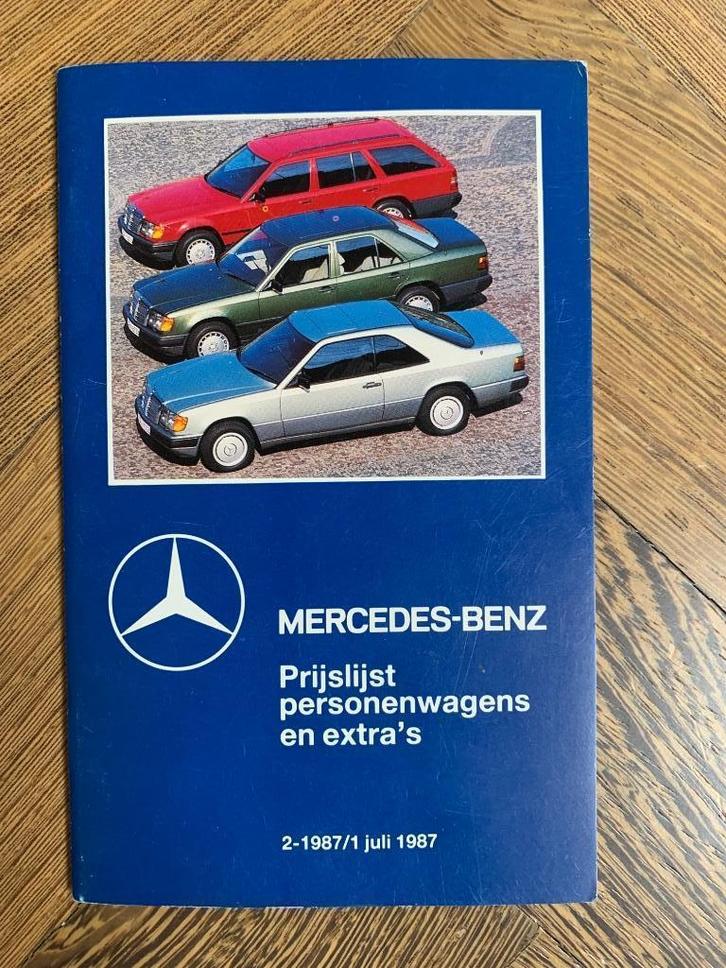 MERCEDES-BENZ
Prijslijst
personenwagens
en extra's
2-1987/1 juli 1987